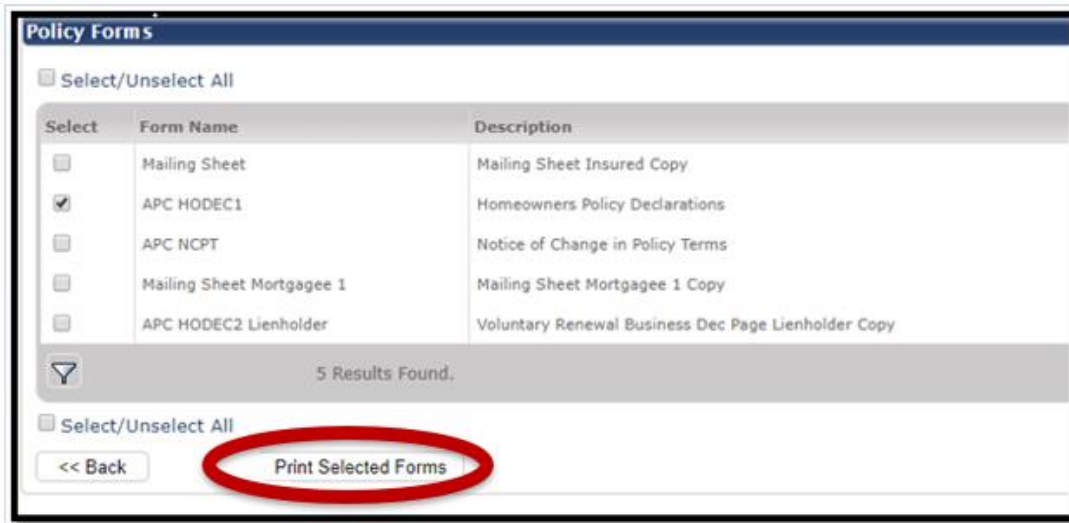 Policy Forms
Select/Unselect All
Select Form Name Description
Mailing Sheet Mailing Sheet Insured Copy
APC HODEC1 Homeowners Policy Declarations
APC NCPT Notice of Change in Policy Terms
Mailing Sheet Mortgagee 1 Mailing Sheet Mortgagee 1 Copy
APC HODEC2 Lienholder Voluntary Renewal Business Dec Page Lienholder Copy
5 Results Found.
Select/Unselect All
<< Back Print Selected Forms